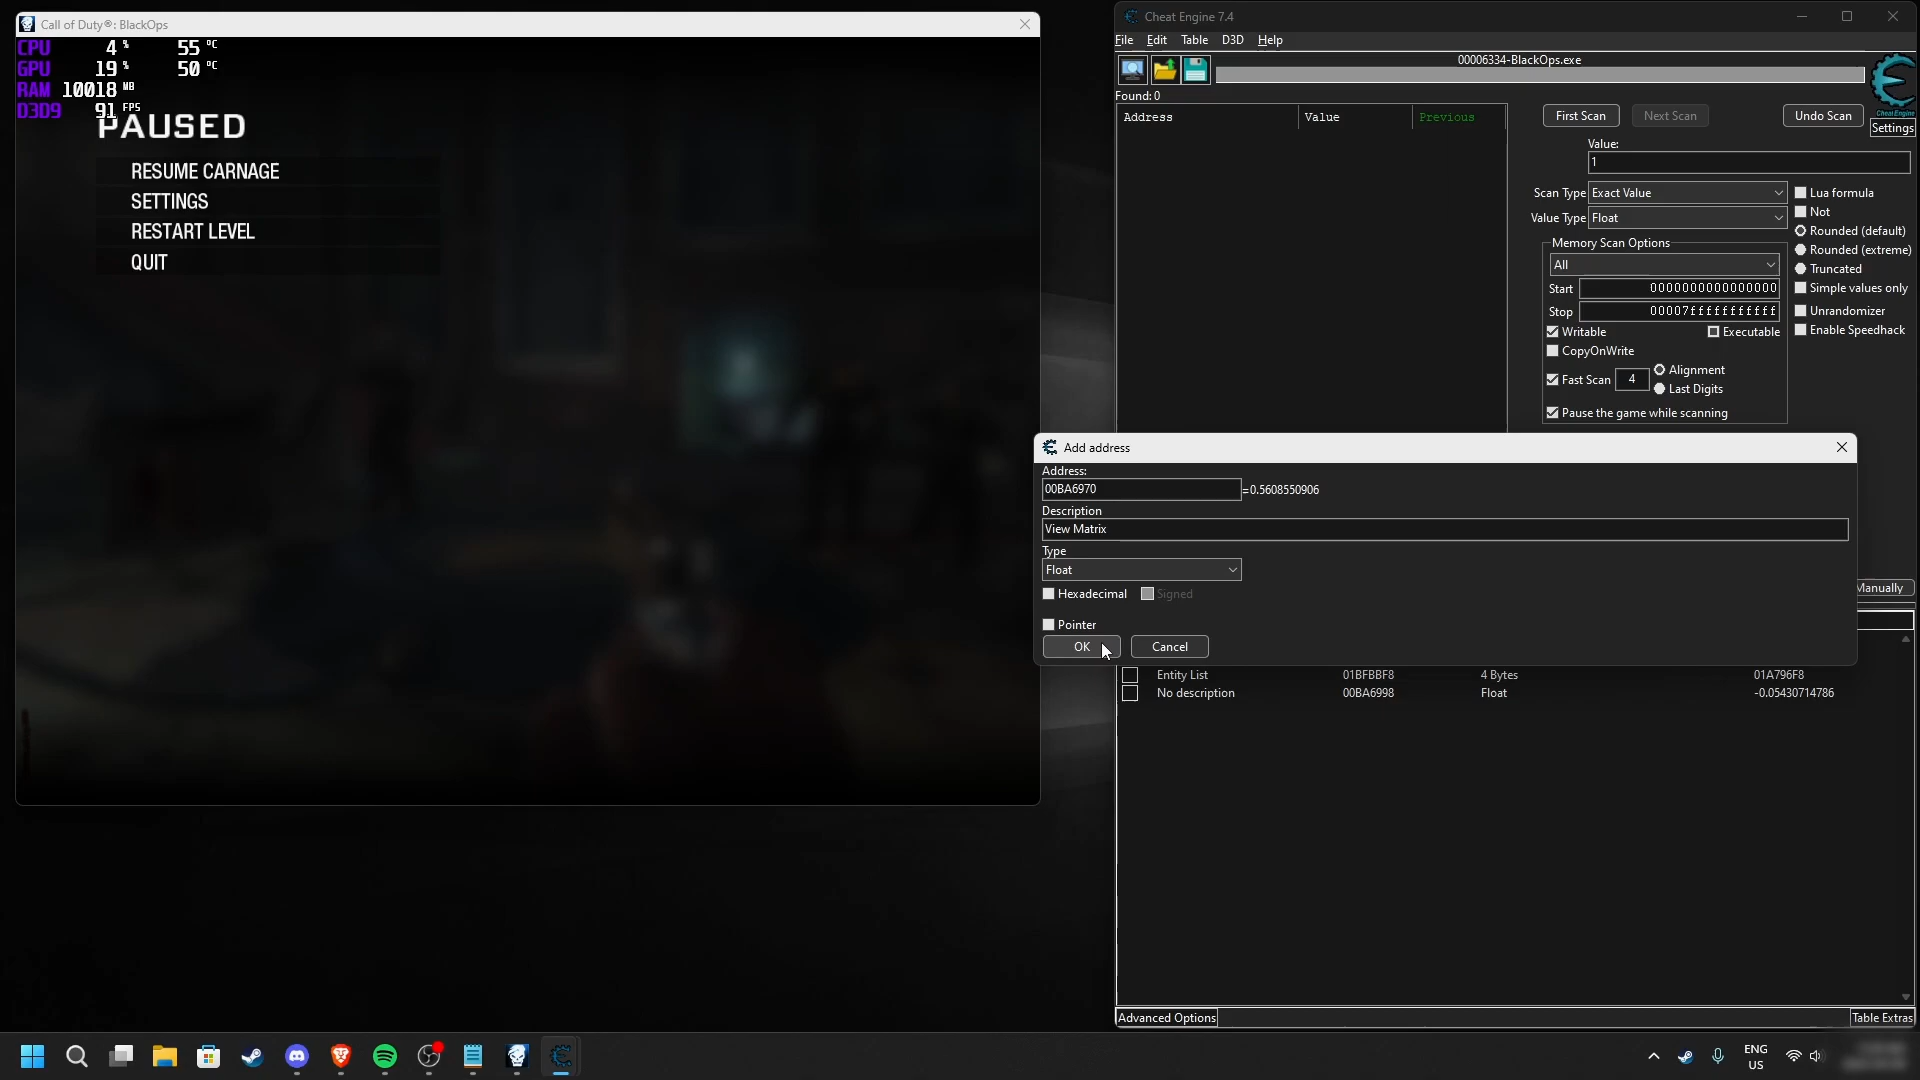 Call of Duty®: BlackOps
CPU 4 % 55 °C
GPU 19 % 50 °C
RAM 10018 MB
D3D9 91 FPS
PAUSED
RESUME CARNAGE
SETTINGS
RESTART LEVEL
QUIT
Cheat Engine 7.4
File Edit Table D3D Help
00006334-BlackOps.exe
Found: 0
Address Value Previous
First Scan Next Scan Undo Scan
Cheat Engine
Settings
Value:
1
Scan Type Exact Value Lua formula
Not
Value Type Float
Rounded (default)
Memory Scan Options
Rounded (extreme)
All
Truncated
Start 0000000000000000
Simple values only
Stop 00007fffffffffff
Unrandomizer
Writable Executable
Enable Speedhack
CopyOnWrite
Fast Scan 4 Alignment
Last Digits
Pause the game while scanning
Add address
Address:
00BA6970 =0.5608550906
Description
View Matrix
Type
Float
Hexadecimal Signed
Manually
Pointer
OK Cancel
Entity List 01BFBBF8 4 Bytes 01A796F8
No description 00BA6998 Float -0.05430714786
Advanced Options Table Extras
ENG
US